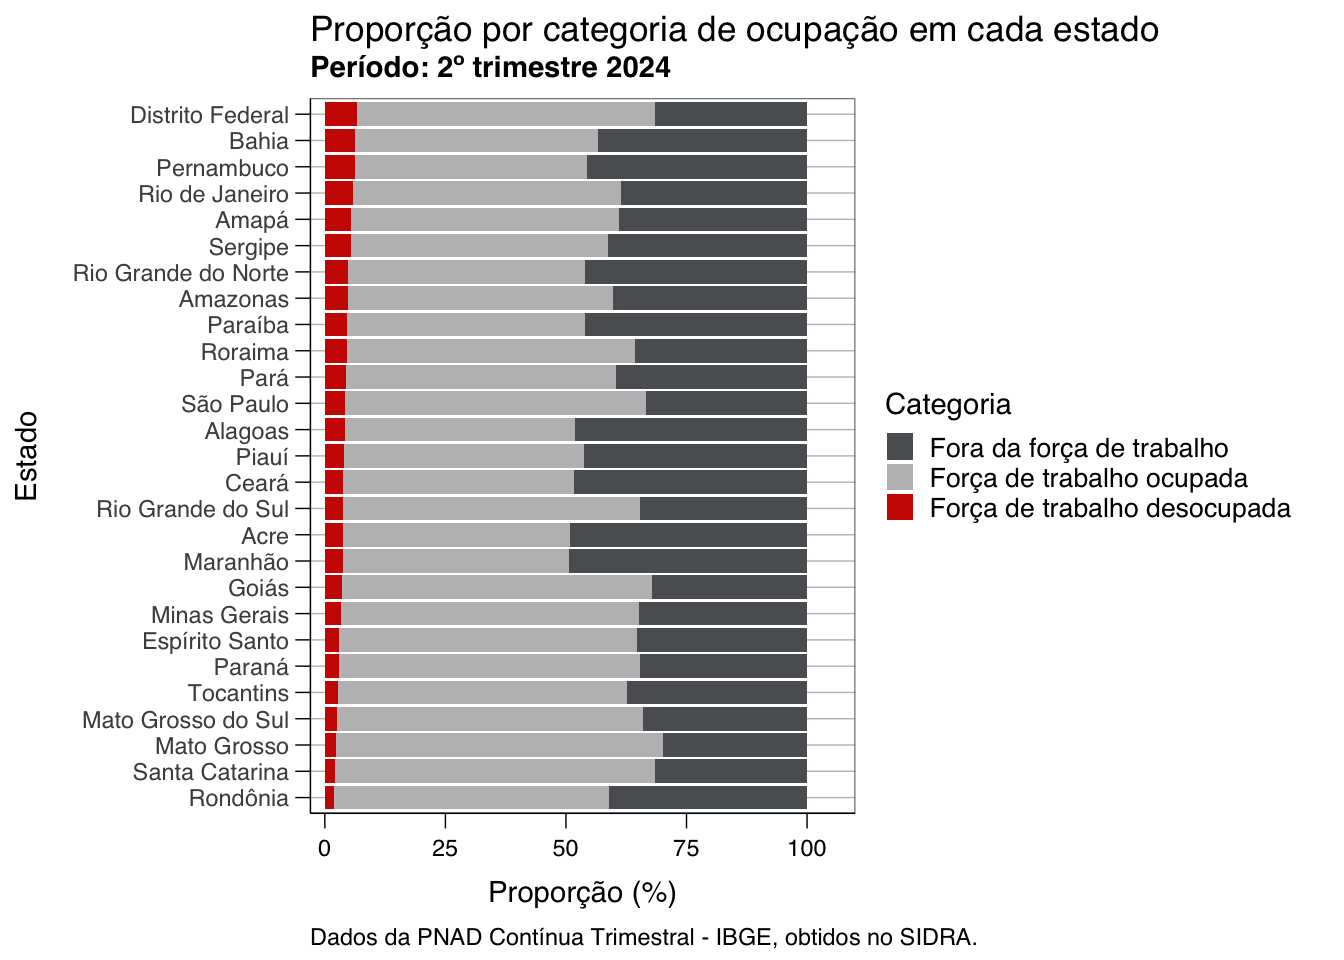 Proporção por categoria de ocupação em cada estado
Período: 2º trimestre 2024
Distrito Federal
Bahia
Pernambuco
Rio de Janeiro
Amapá
Sergipe
Rio Grande do Norte
Amazonas
Paraíba
Roraima
Pará
São Paulo
Alagoas
Piauí
Ceará
Rio Grande do Sul
Acre
Maranhão
Goiás
Minas Gerais
Espírito Santo
Paraná
Tocantins
Mato Grosso do Sul
Mato Grosso
Santa Catarina
Rondônia
Estado
0 25 50 75 100
Proporção (%)
Categoria
Fora da força de trabalho
Força de trabalho ocupada
Força de trabalho desocupada
Dados da PNAD Contínua Trimestral - IBGE, obtidos no SIDRA.